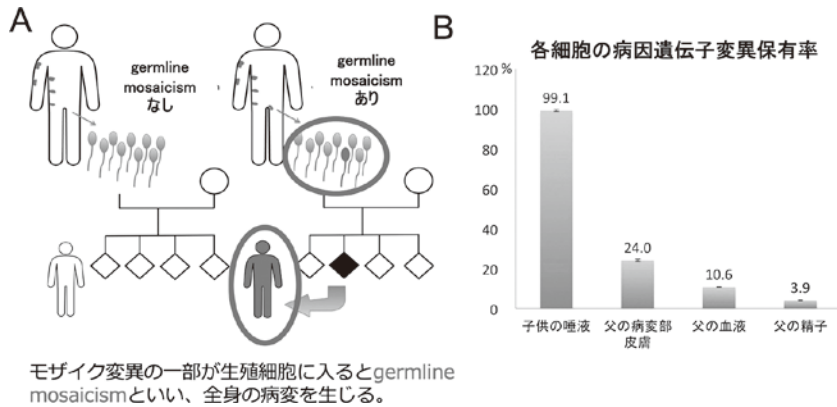 A
germline
mosaicism
なし
germline
mosaicism
あり
モザイク変異の一部が生殖細胞に入るとgermline
mosaicismといい、全身の病変を生じる。
B
各細胞の病因遺伝子変異保有率
120 %
100
80
60
40
20
0
99.1
24.0
10.6
3.9
子供の唾液
父の病変部
皮膚
父の血液
父の精子